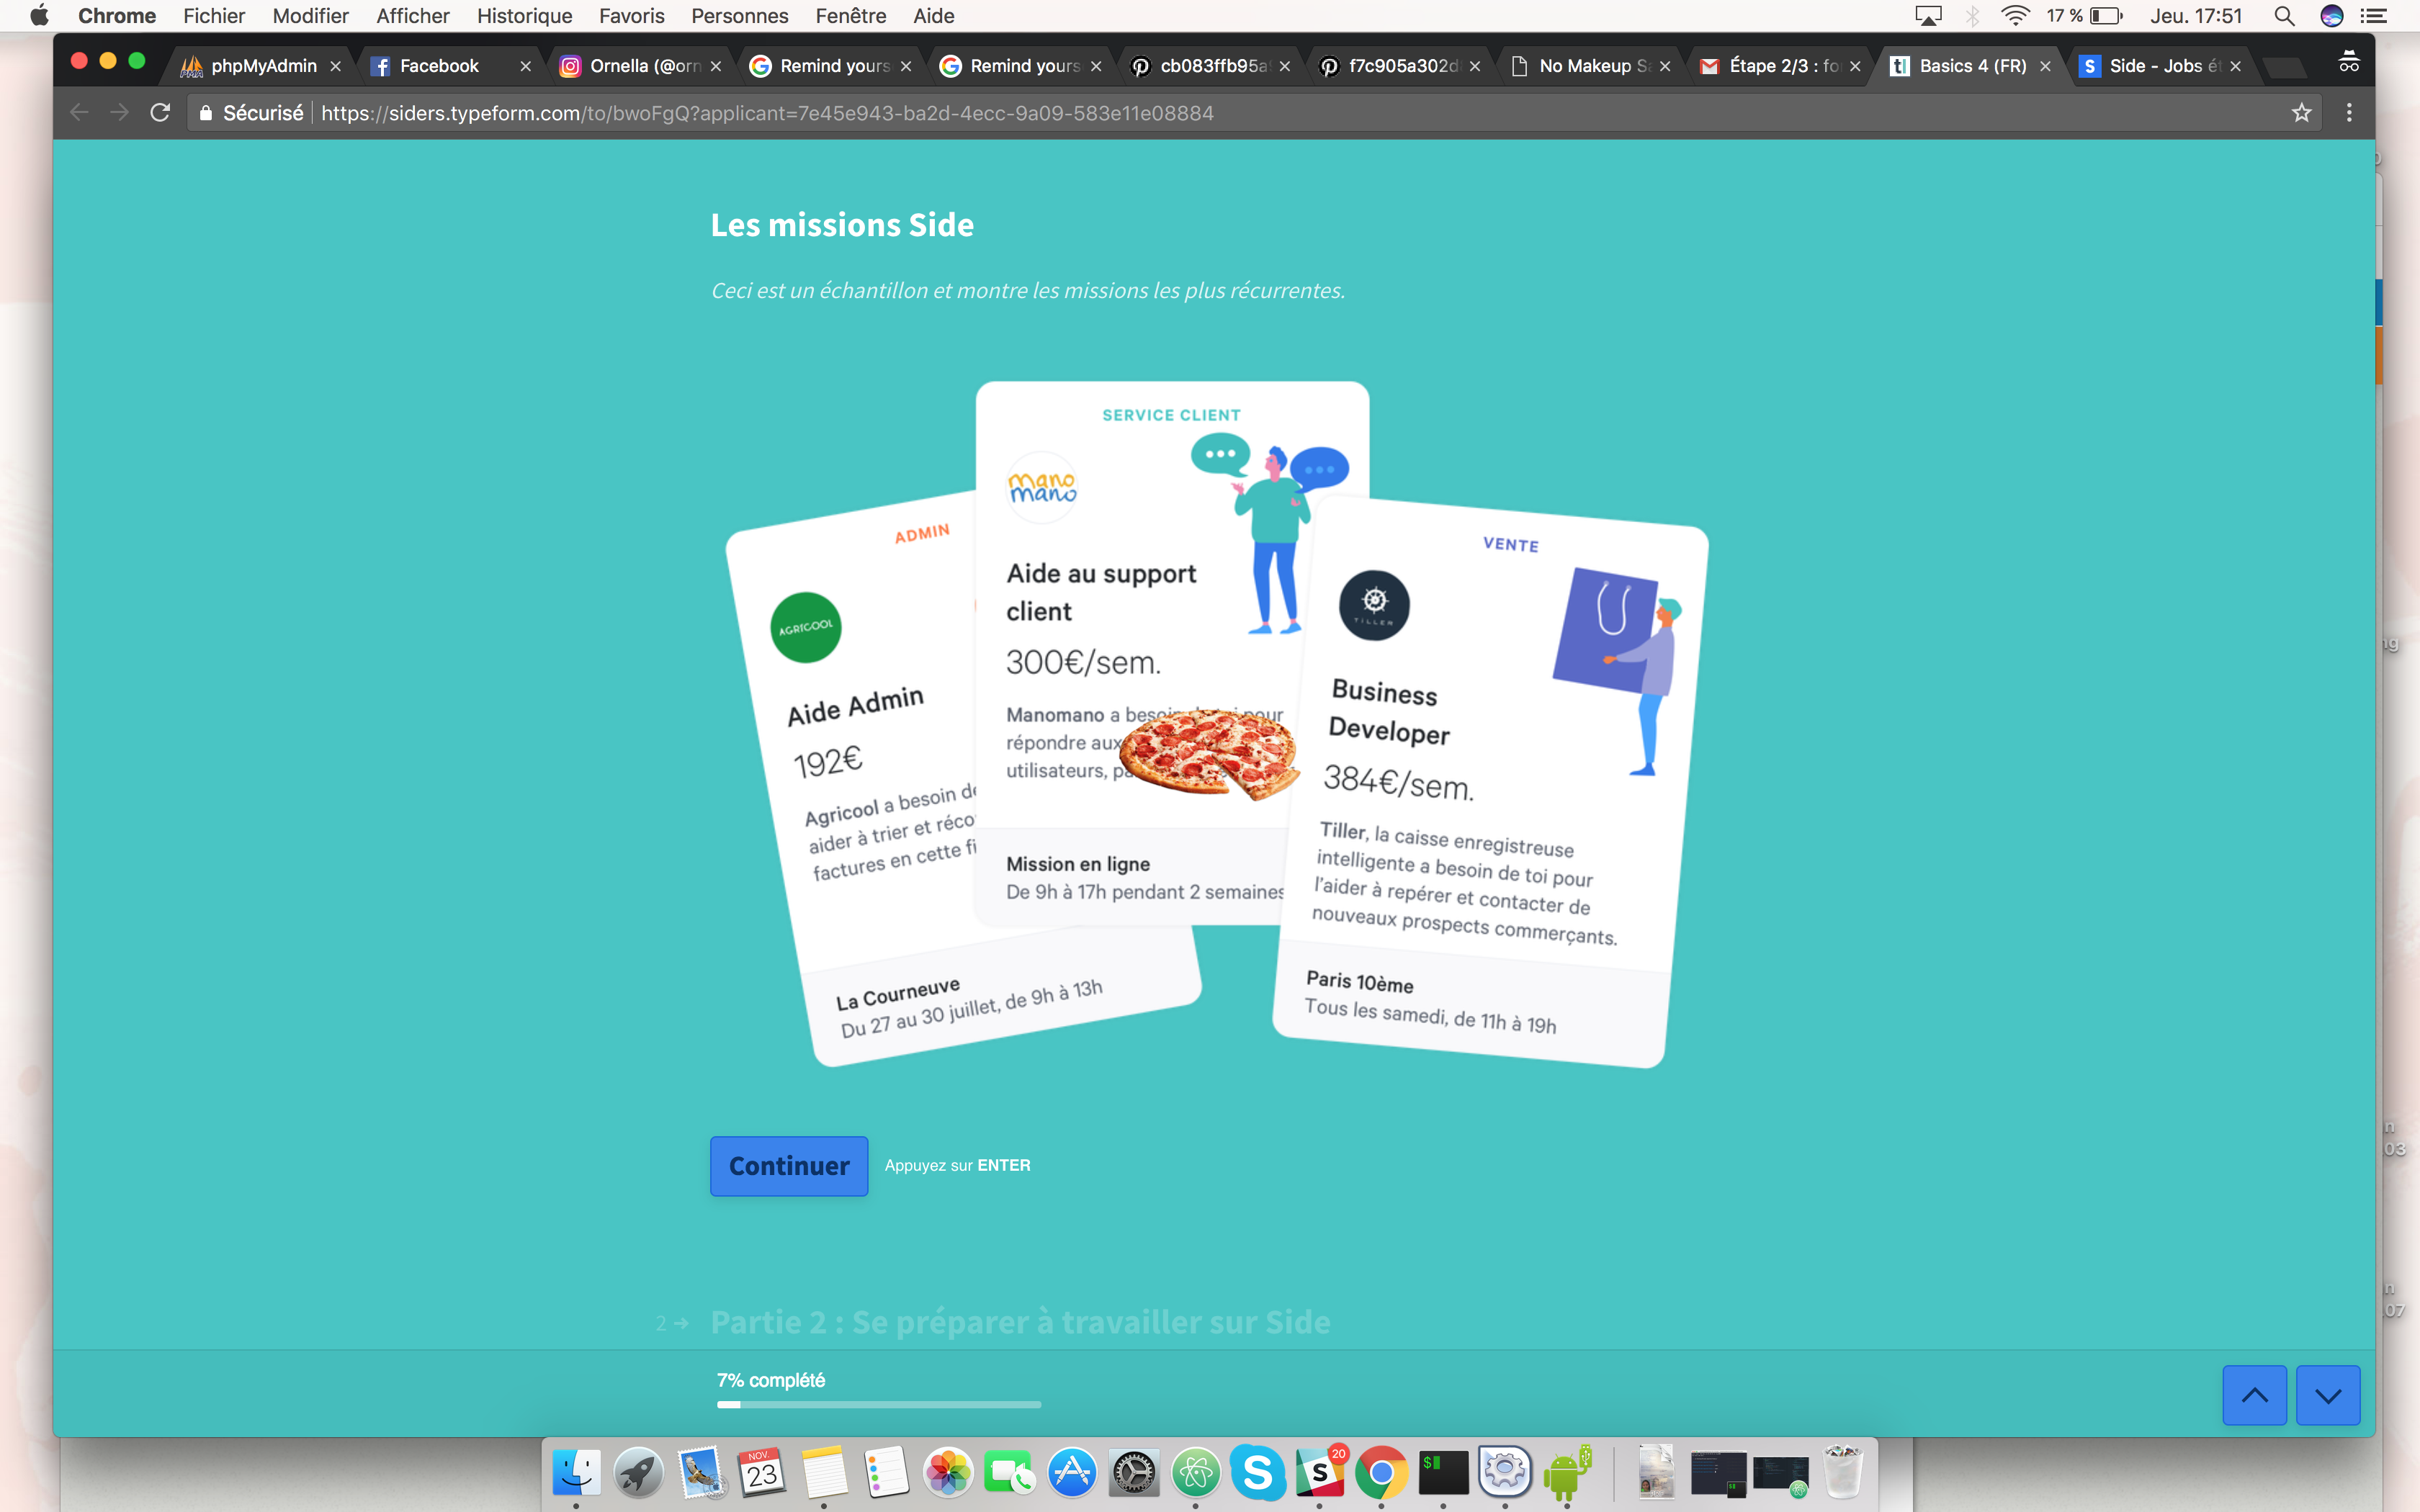 Chrome Fichier Modifier Afficher Historique Favoris Personnes Fenêtre Aide 17 % Jeu. 17:51
phpMyAdmin Facebook Ornella (@orn Remind yours Remind yours cb083ffb95a f7c905a302d No Makeup S Étape 2/3 : fo Basics 4 (FR) Side - Jobs ét
Sécurisé https://siders.typeform.com/to/bwoFgQ?applicant=7e45e943-ba2d-4ecc-9a09-583e11e08884
Les missions Side
Ceci est un échantillon et montre les missions les plus récurrentes.
ADMIN
AGRICOOL
Aide Admin
192€
Agricool a besoin de
aider à trier et réco
factures en cette fi
La Courneuve
Du 27 au 30 juillet, de 9h à 13h
SERVICE CLIENT
mano
mano
Aide au support
client
300€/sem.
Manomano a besoin de toi pour
répondre aux
utilisateurs, pa
Mission en ligne
De 9h à 17h pendant 2 semaines
VENTE
TILLER
Business
Developer
384€/sem.
Tiller, la caisse enregistreuse
intelligente a besoin de toi pour
l'aider à repérer et contacter de
nouveaux prospects commerçants.
Paris 10ème
Tous les samedi, de 11h à 19h
Continuer Appuyez sur ENTER
2 → Partie 2 : Se préparer à travailler sur Side
7% complété
NOV.
23
20